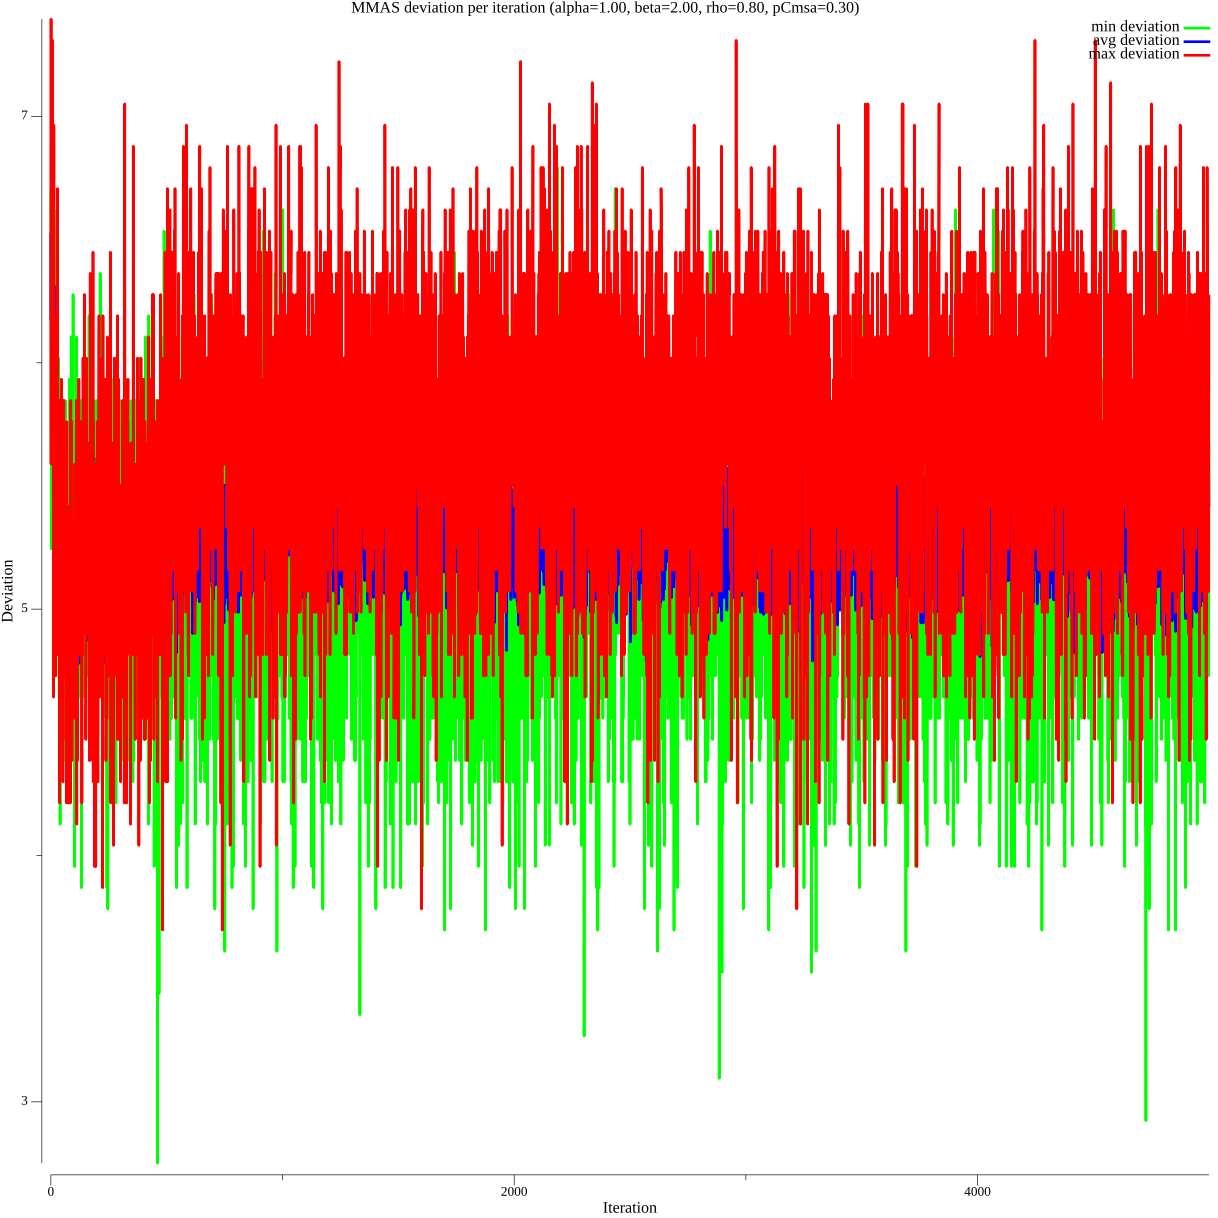 MMAS deviation per iteration (alpha=1.00, beta=2.00, rho=0.80, pCmsa=0.30)
min deviation
avg deviation
max deviation
7
5
3
Deviation
0
2000
4000
Iteration